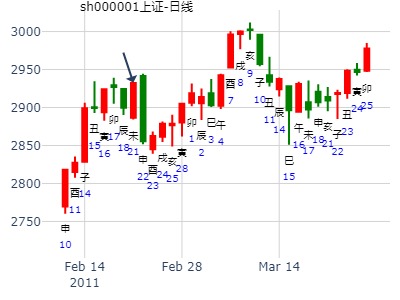 sh000001上证-日线
3000
2950
2900
2850
2800
2750
申
10
酉
11
子
14
丑
15
寅
16
卯
17
辰
18
未
21
申
22
酉
23
戌
24
亥
25
寅
28
卯
1
辰
2
巳
3
午
4
酉
7
戌
8
亥
9
子
10
丑
11
辰
14
巳
15
午
16
未
17
申
18
亥
21
子
22
丑
23
寅
24
卯
25
Feb 14
2011
Feb 28
Mar 14